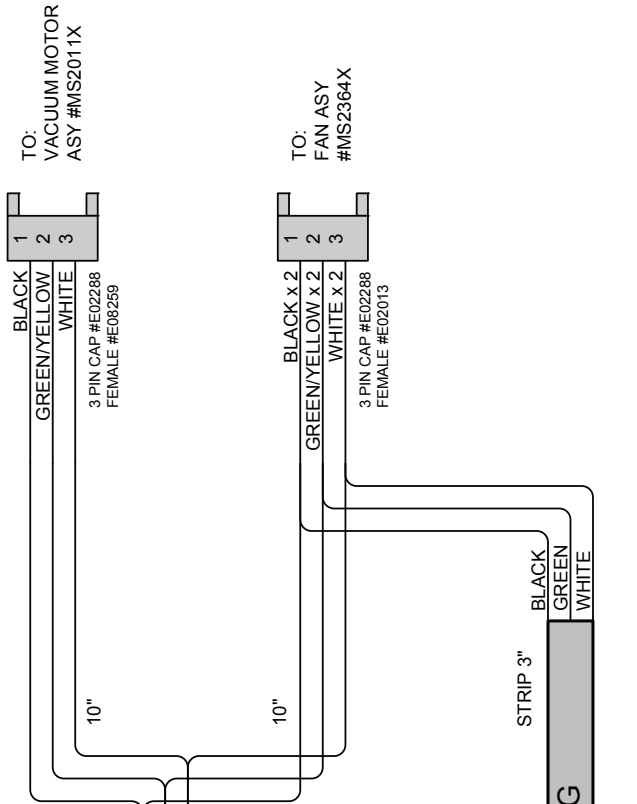 TO:
VACUUM MOTOR
ASY #MS2011X
1
2
3
BLACK
GREEN/YELLOW
WHITE
3 PIN CAP #E02288
FEMALE #E08259
10"
TO:
FAN ASY
#MS2364X
1
2
3
BLACK x 2
GREEN/YELLOW x 2
WHITE x 2
3 PIN CAP #E02288
FEMALE #E02013
10"
BLACK
GREEN
WHITE
STRIP 3"
G